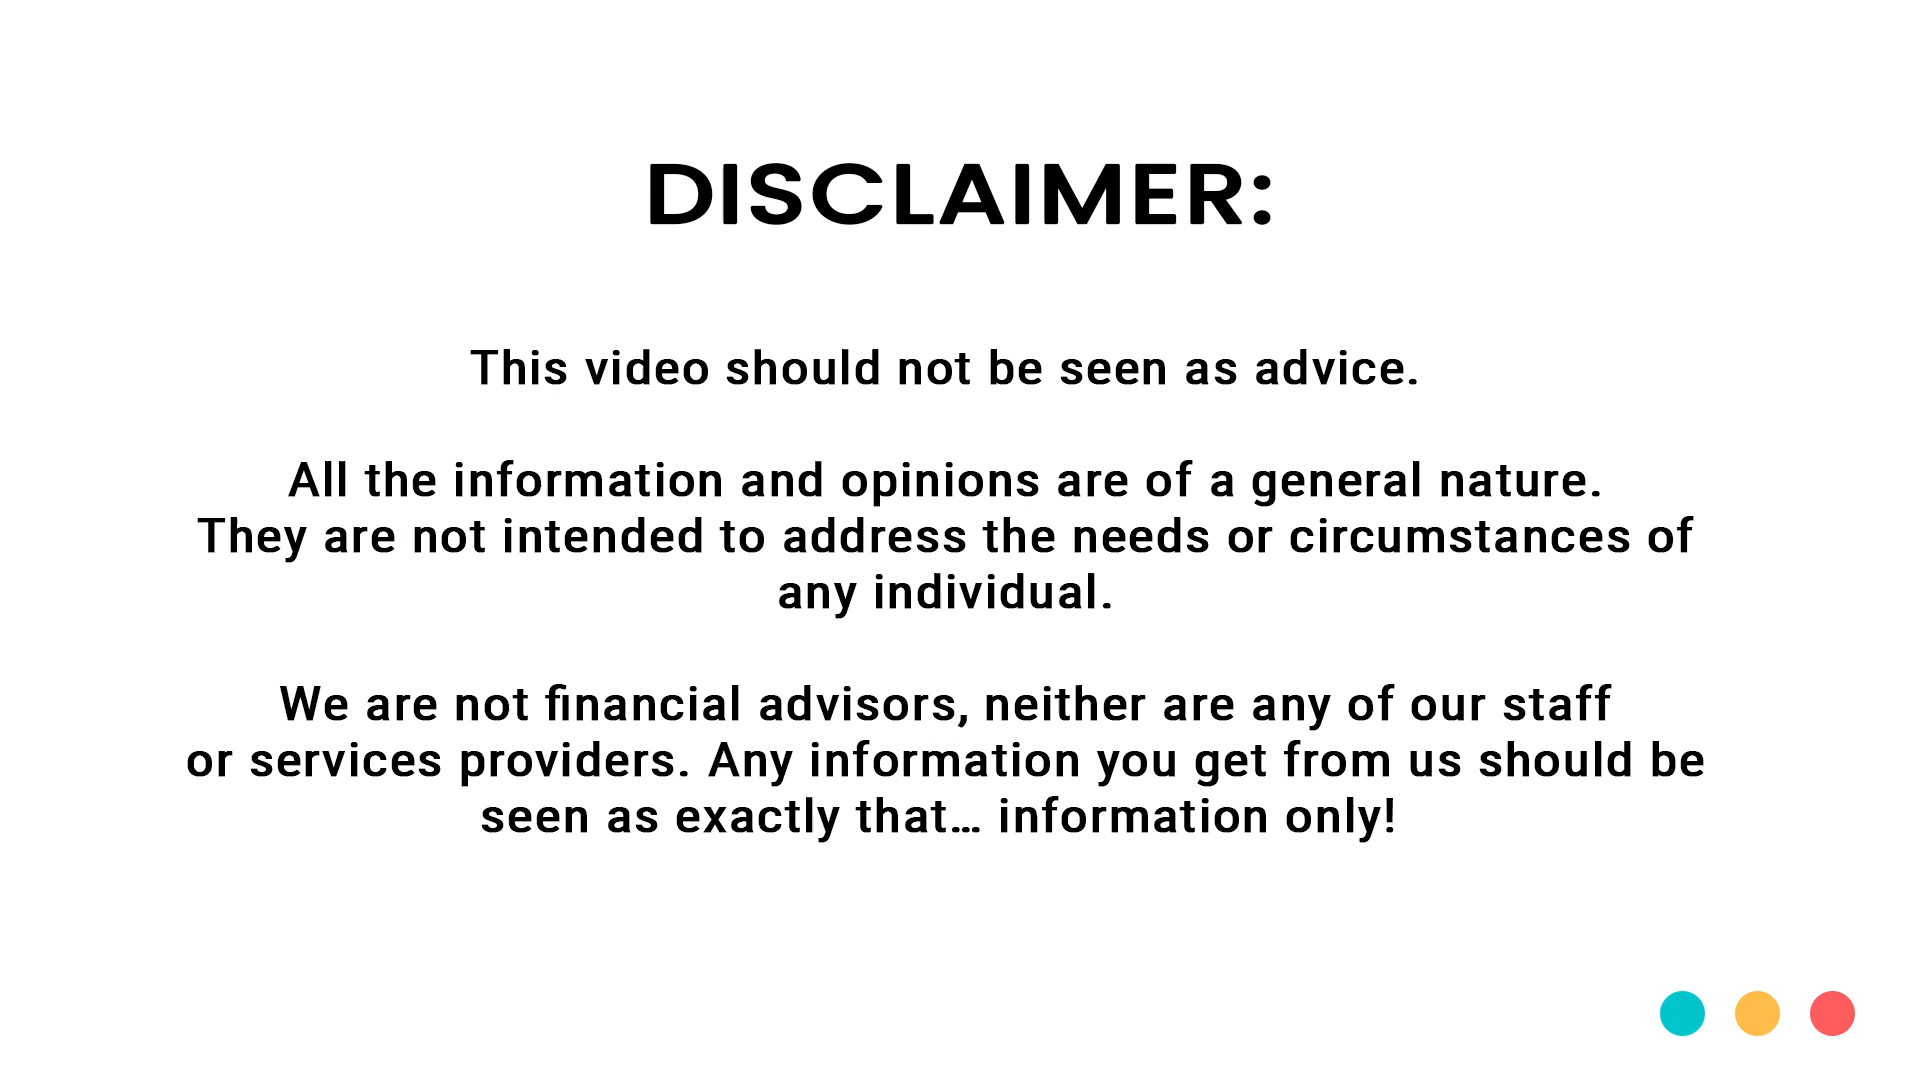 DISCLAIMER:
This video should not be seen as advice.
All the information and opinions are of a general nature.
They are not intended to address the needs or circumstances of
any individual.
We are not financial advisors, neither are any of our staff
or services providers. Any information you get from us should be
seen as exactly that... information only!